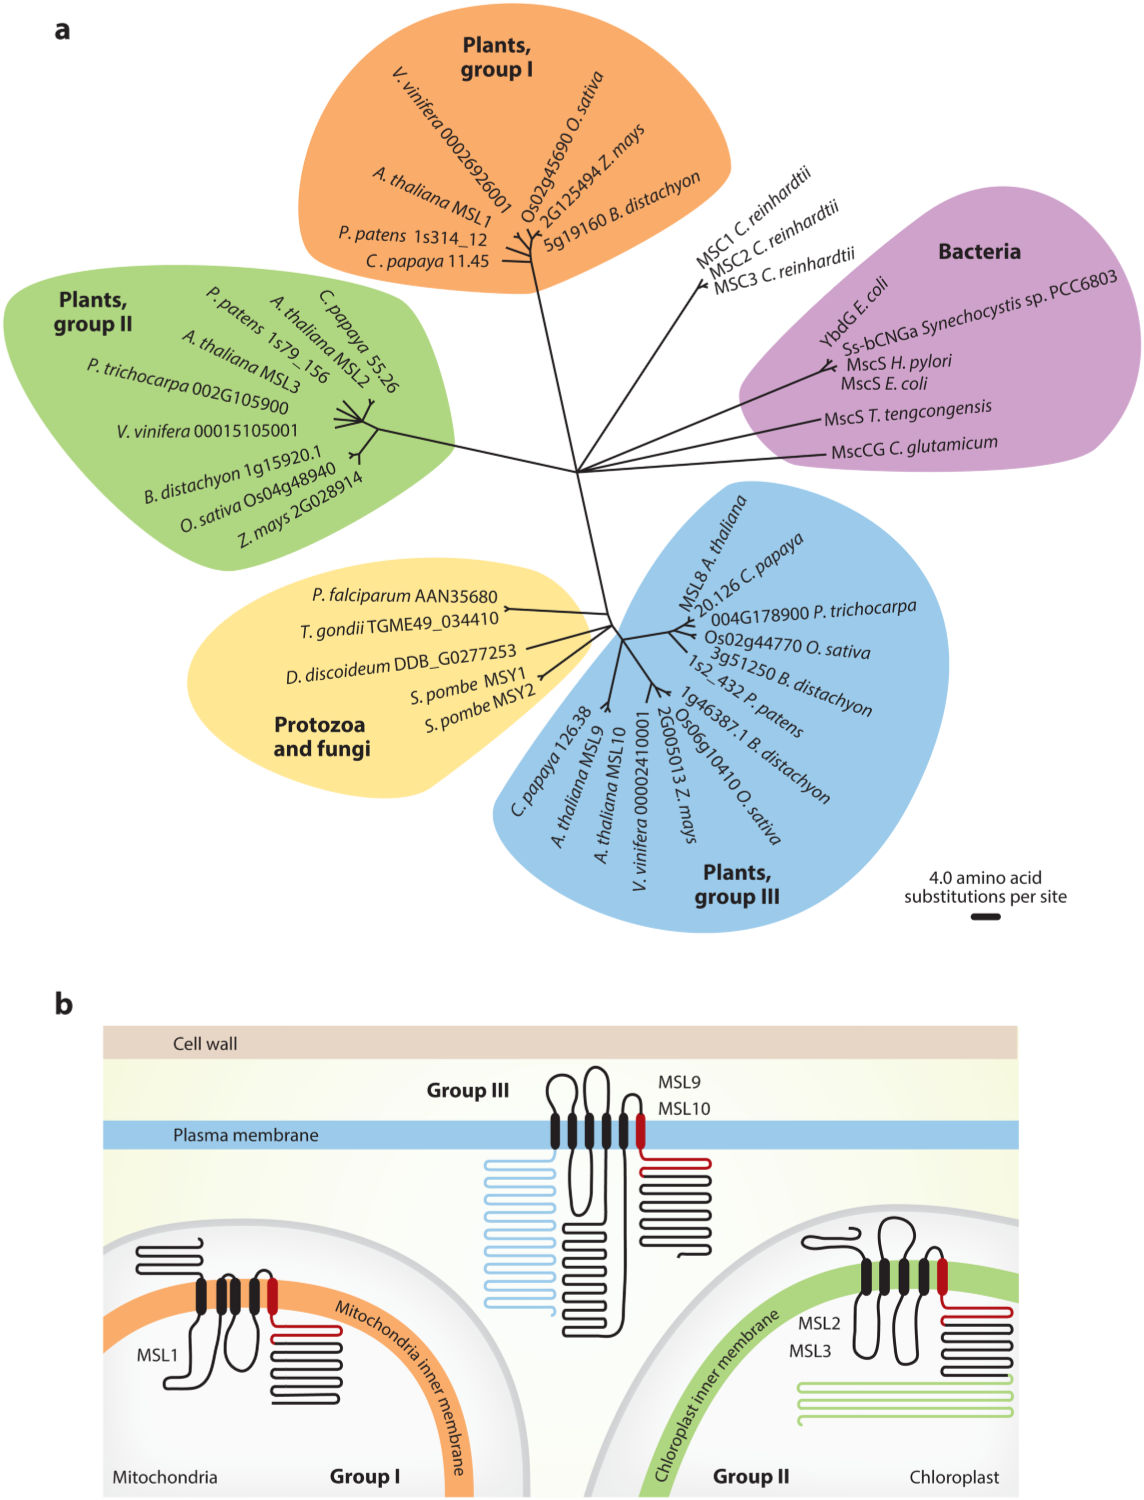 a
Plants,
group I
V. vinifera 00026926001
Os02g45690 O. sativa
2G125494 Z. mays
5g19160 B. distachyon
A. thaliana MSL1
P. patens 1s314_12
C. papaya 11.45
MSC1 C. reinhardtii
MSC2 C. reinhardtii
MSC3 C. reinhardtii
Bacteria
YbdG E. coli
Ss-bCNGa Synechocystis sp. PCC6803
MscS H. pylori
MscS E. coli
MscS T. tengcongensis
MscCG C. glutamicum
Plants,
group II
C. papaya 55.26
A. thaliana MSL2
P. patens 1s79_156
A. thaliana MSL3
P. trichocarpa 002G105900
V. vinifera 00015105001
B. distachyon 1g15920.1
O. sativa Os04g48940
Z. mays 2G028914
P. falciparum AAN35680
T. gondii TGME49_034410
D. discoideum DDB_G0277253
S. pombe MSY1
S. pombe MSY2
Protozoa
and fungi
MSL8 A. thaliana
20.126 C. papaya
004G178900 P. trichocarpa
Os02g44770 O. sativa
3g51250 B. distachyon
1s2_432 P. patens
1g46387.1 B. distachyon
Os06g10410 O. sativa
2G005013 Z. mays
V. vinifera 00002410001
A. thaliana MSL10
A. thaliana MSL9
C. papaya 126.38
Plants,
group III
4.0 amino acid
substitutions per site
b
Cell wall
Group III
MSL9
MSL10
Plasma membrane
MSL1
Mitochondria inner membrane
Mitochondria
Group I
MSL2
MSL3
Chloroplast inner membrane
Group II
Chloroplast